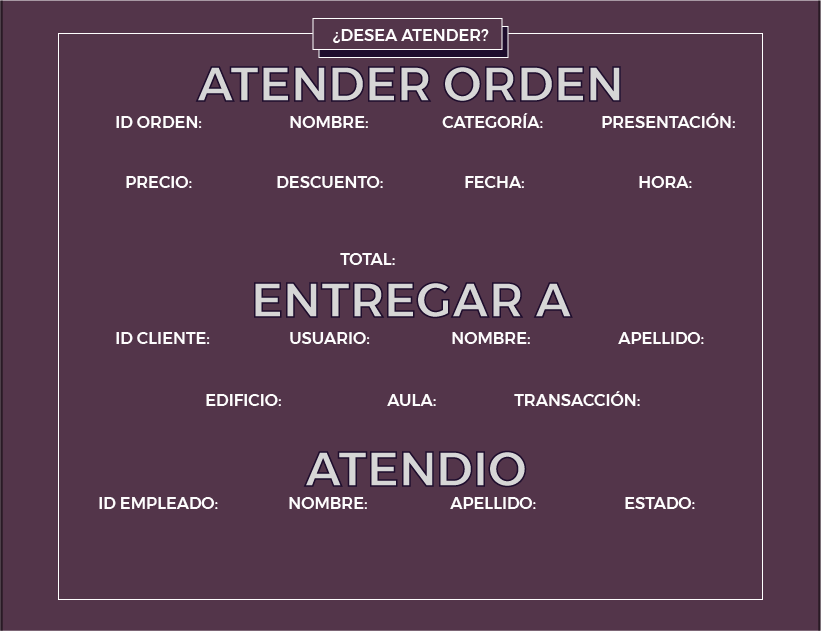 ¿DESEA ATENDER?
ATENDER ORDEN
ID ORDEN: NOMBRE: CATEGORÍA: PRESENTACIÓN:
PRECIO: DESCUENTO: FECHA: HORA:
TOTAL:
ENTREGAR A
ID CLIENTE: USUARIO: NOMBRE: APELLIDO:
EDIFICIO: AULA: TRANSACCIÓN:
ATENDIO
ID EMPLEADO: NOMBRE: APELLIDO: ESTADO: